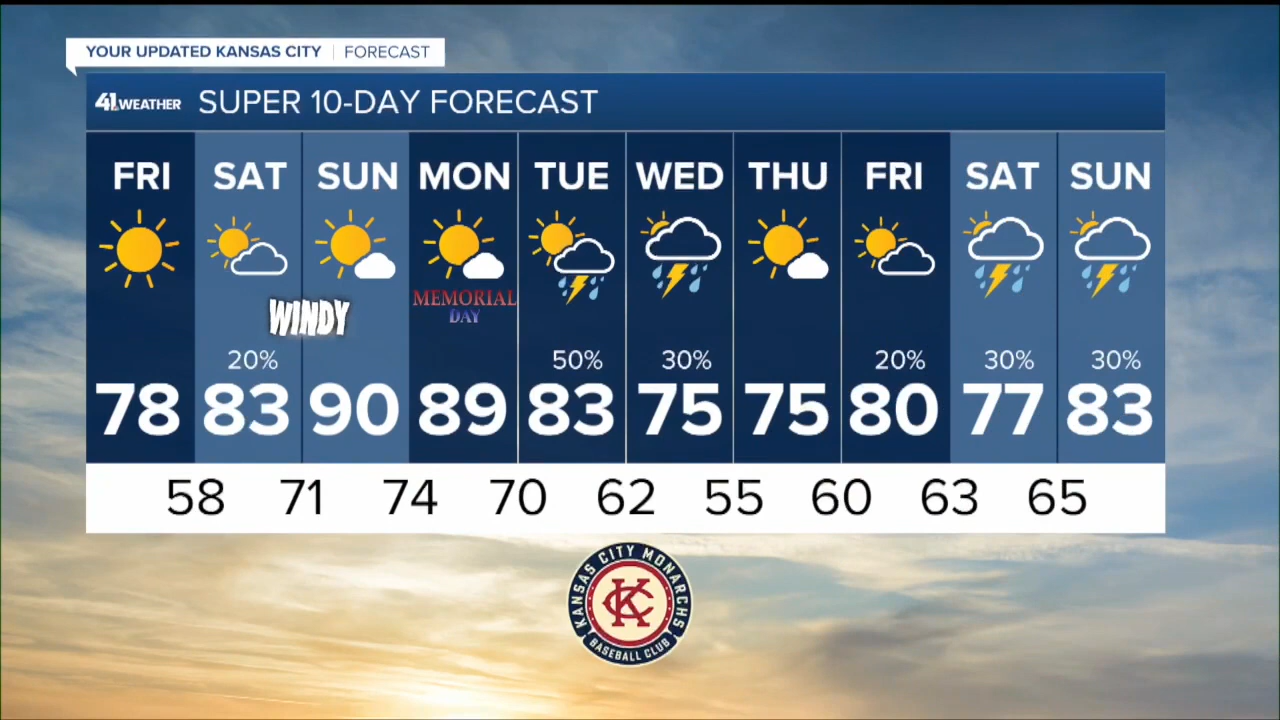 YOUR UPDATED KANSAS CITY | FORECAST
41 WEATHER SUPER 10-DAY FORECAST
FRI SAT SUN MON TUE WED THU FRI SAT SUN
WINDY
MEMORIAL
DAY
20% 50% 30% 20% 30% 30%
78 83 90 89 83 75 75 80 77 83
58 71 74 70 62 55 60 63 65
KANSAS CITY MONARCHS
KC
BASEBALL CLUB